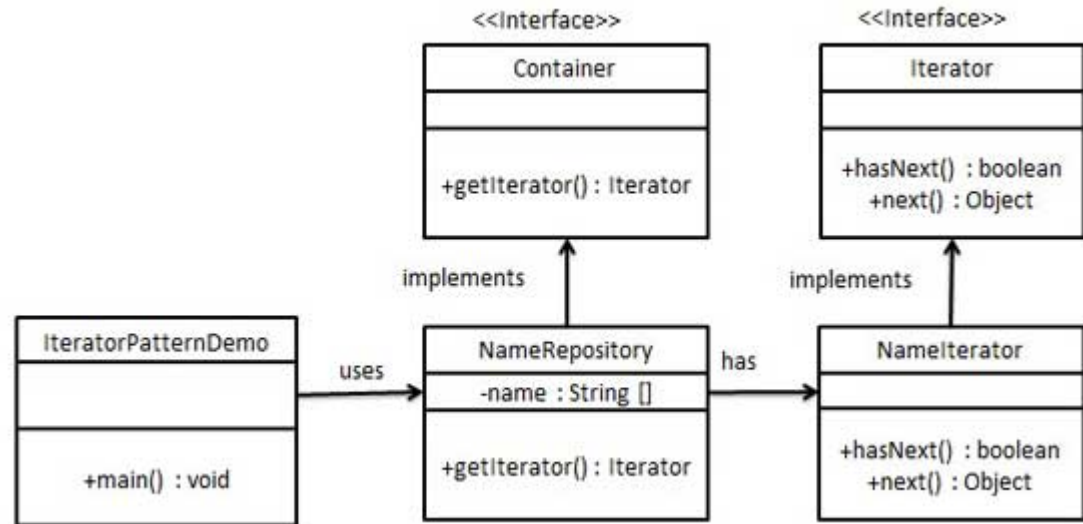 <<Interface>>
Container
+getIterator() : Iterator
<<Interface>>
Iterator
+hasNext() : boolean
+next() : Object
implements
implements
IteratorPatternDemo
+main() : void
uses
NameRepository
-name : String []
+getIterator() : Iterator
has
NameIterator
+hasNext() : boolean
+next() : Object